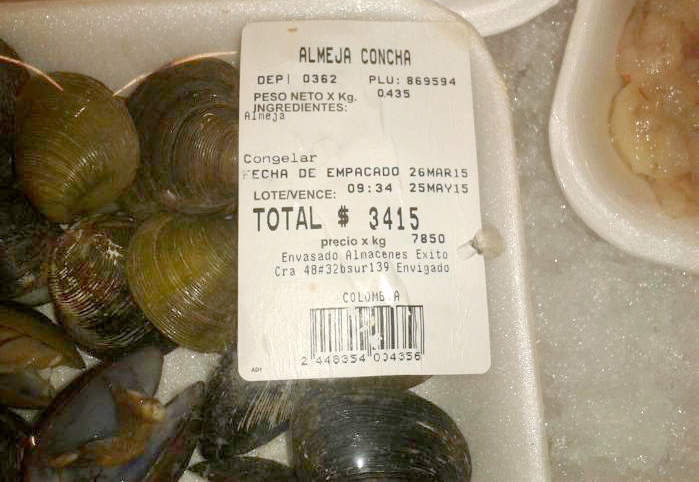 ALMEJA CONCHA
DEP| 0362 PLU: 869594
PESO NETO X Kg. 0.435
INGREDIENTES:
Almeja
Congelar
FECHA DE EMPACADO 26MAR15
LOTE/VENCE: 09:34 25MAY15
TOTAL $ 3415
precio x kg 7850
Envasado Almacenes Exito
Cra 48#32bsur139 Envigado
COLOMBIA
2 448354 004356